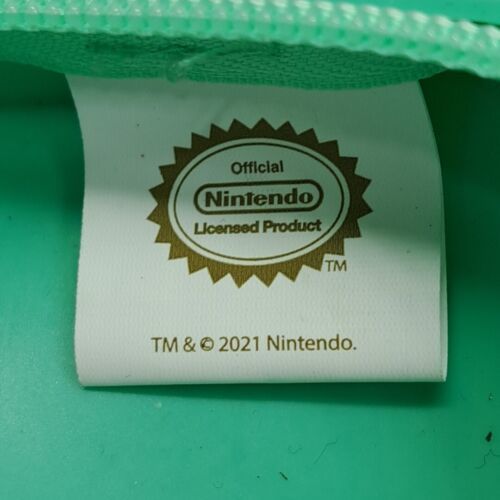 Official
Nintendo
Licensed Product
TM
TM & © 2021 Nintendo.